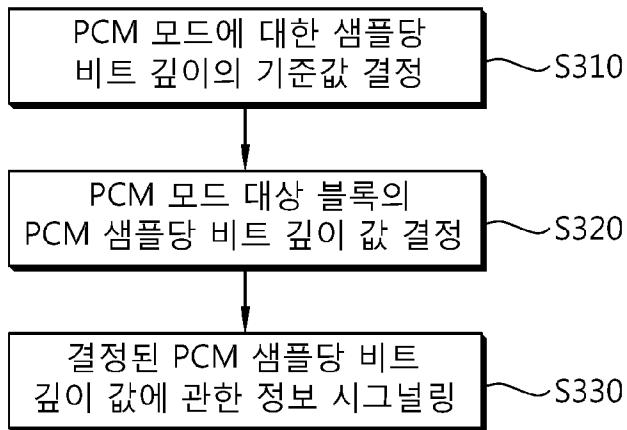 PCM 모드에 대한 샘플당
비트 깊이의 기준값 결정
S310
PCM 모드 대상 블록의
PCM 샘플당 비트 깊이 값 결정
S320
결정된 PCM 샘플당 비트
깊이 값에 관한 정보 시그널링
S330